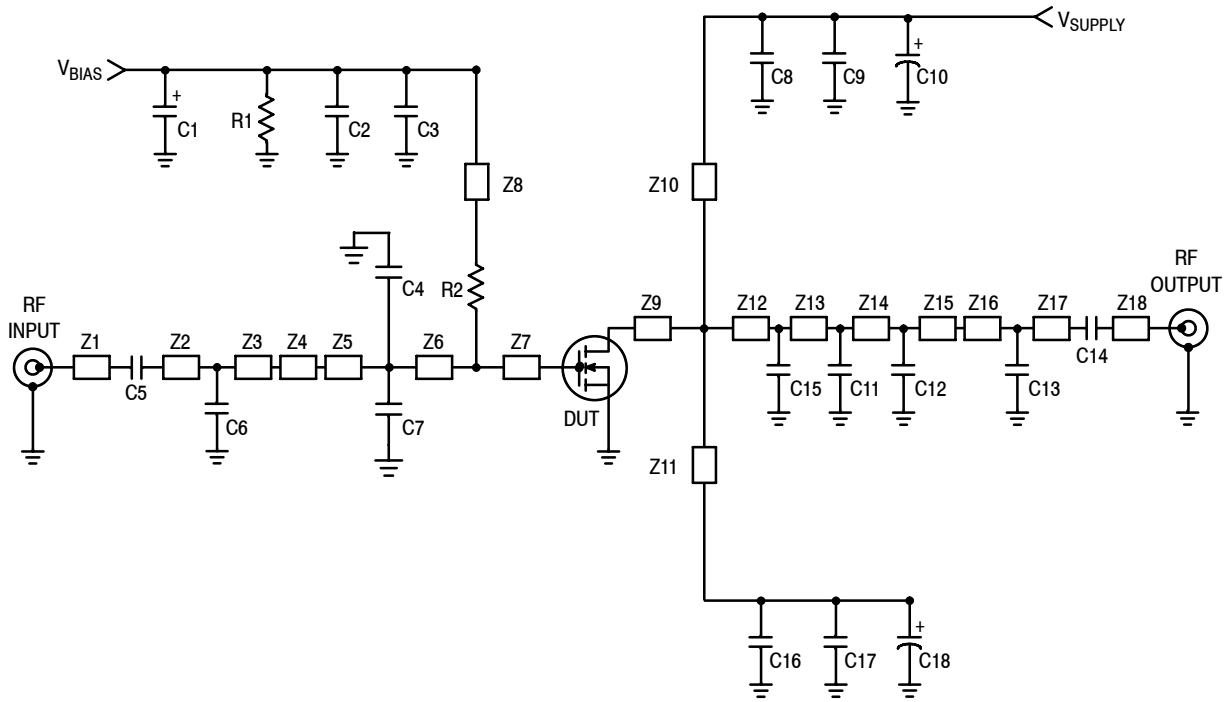 VSUPPLY
VBIAS
+
C1
R1
C2
C3
C8
C9
+
C10
Z8
Z10
C4
R2
RF
INPUT
Z1
C5
Z2
Z3
Z4
Z5
Z6
Z7
C6
C7
DUT
Z9
Z12
Z13
Z14
Z15
Z16
Z17
C14
Z18
RF
OUTPUT
C15
C11
C12
C13
Z11
C16
C17
+
C18